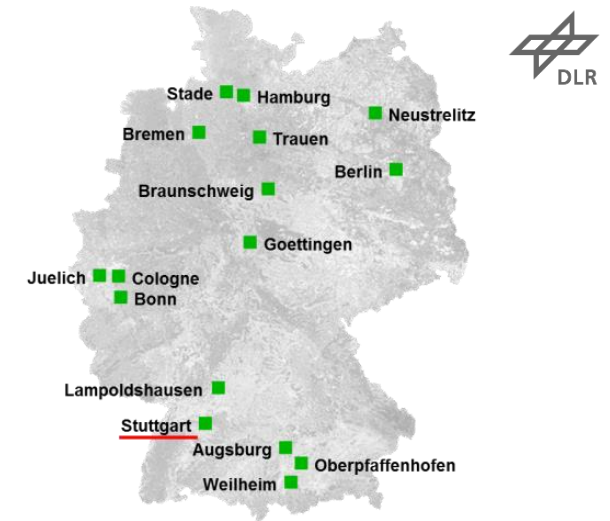 DLR
Stade
Hamburg
Neustrelitz
Bremen
Trauen
Berlin
Braunschweig
Goettingen
Juelich
Cologne
Bonn
Lampoldshausen
Stuttgart
Augsburg
Oberpfaffenhofen
Weilheim